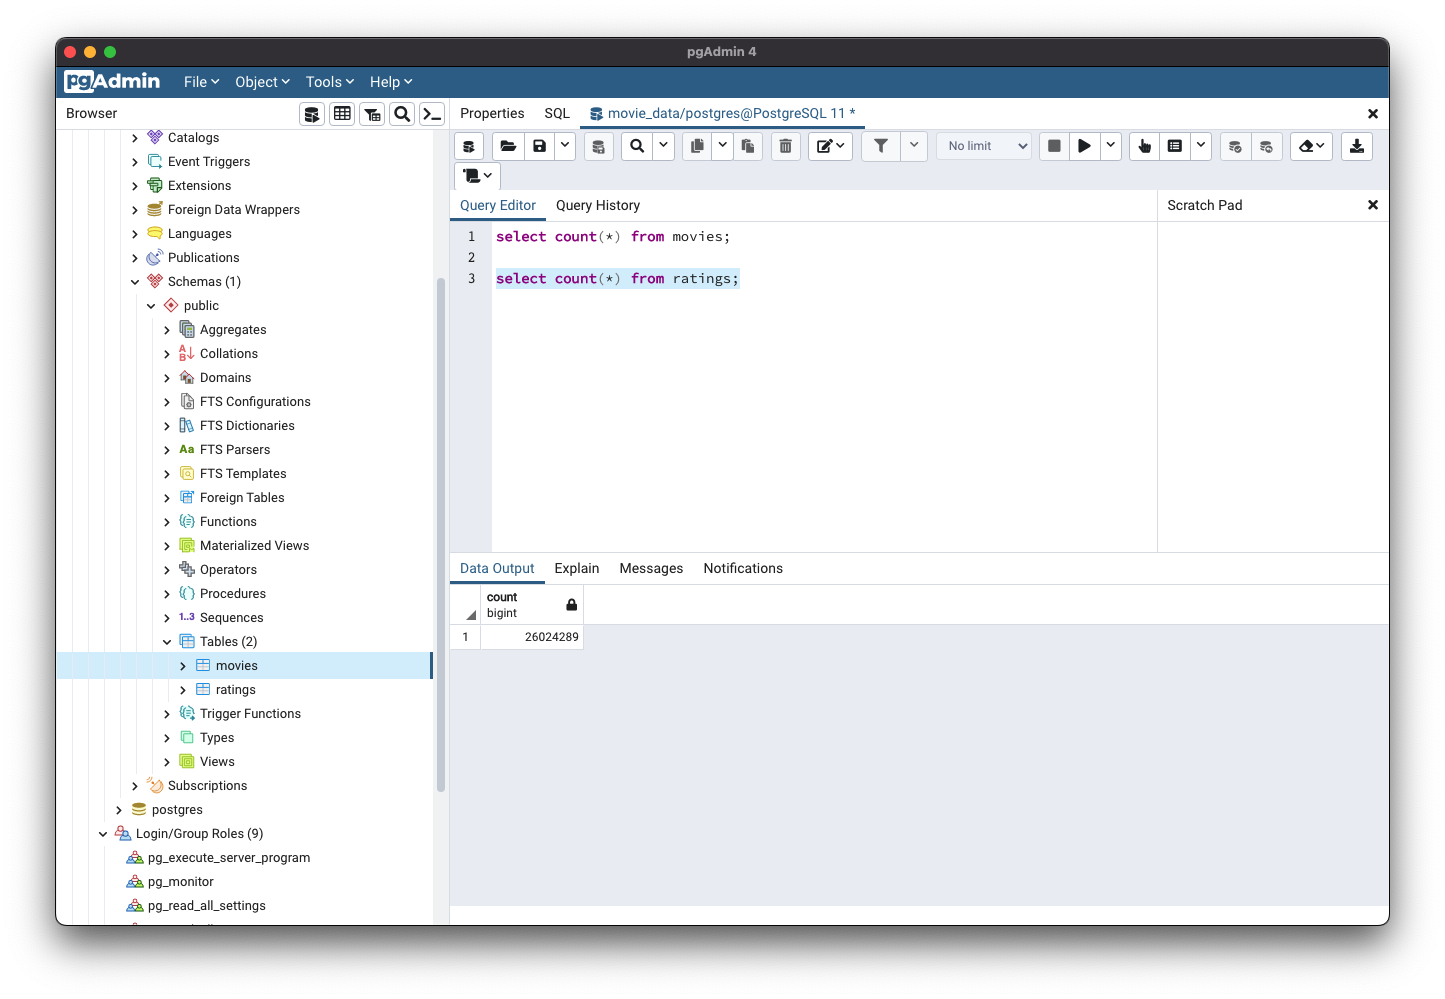 pgAdmin 4
pgAdmin File Object Tools Help
Browser
Properties SQL movie_data/postgres@PostgreSQL 11 *
No limit
Catalogs
Event Triggers
Extensions
Foreign Data Wrappers
Languages
Publications
Schemas (1)
public
Aggregates
Collations
Domains
FTS Configurations
FTS Dictionaries
Aa FTS Parsers
FTS Templates
Foreign Tables
Functions
Materialized Views
Operators
Procedures
1..3 Sequences
Tables (2)
movies
ratings
Trigger Functions
Types
Views
Subscriptions
postgres
Login/Group Roles (9)
pg_execute_server_program
pg_monitor
pg_read_all_settings
Query Editor Query History
Scratch Pad
1 select count(*) from movies;
2
3 select count(*) from ratings;
Data Output Explain Messages Notifications
count
bigint
1 26024289